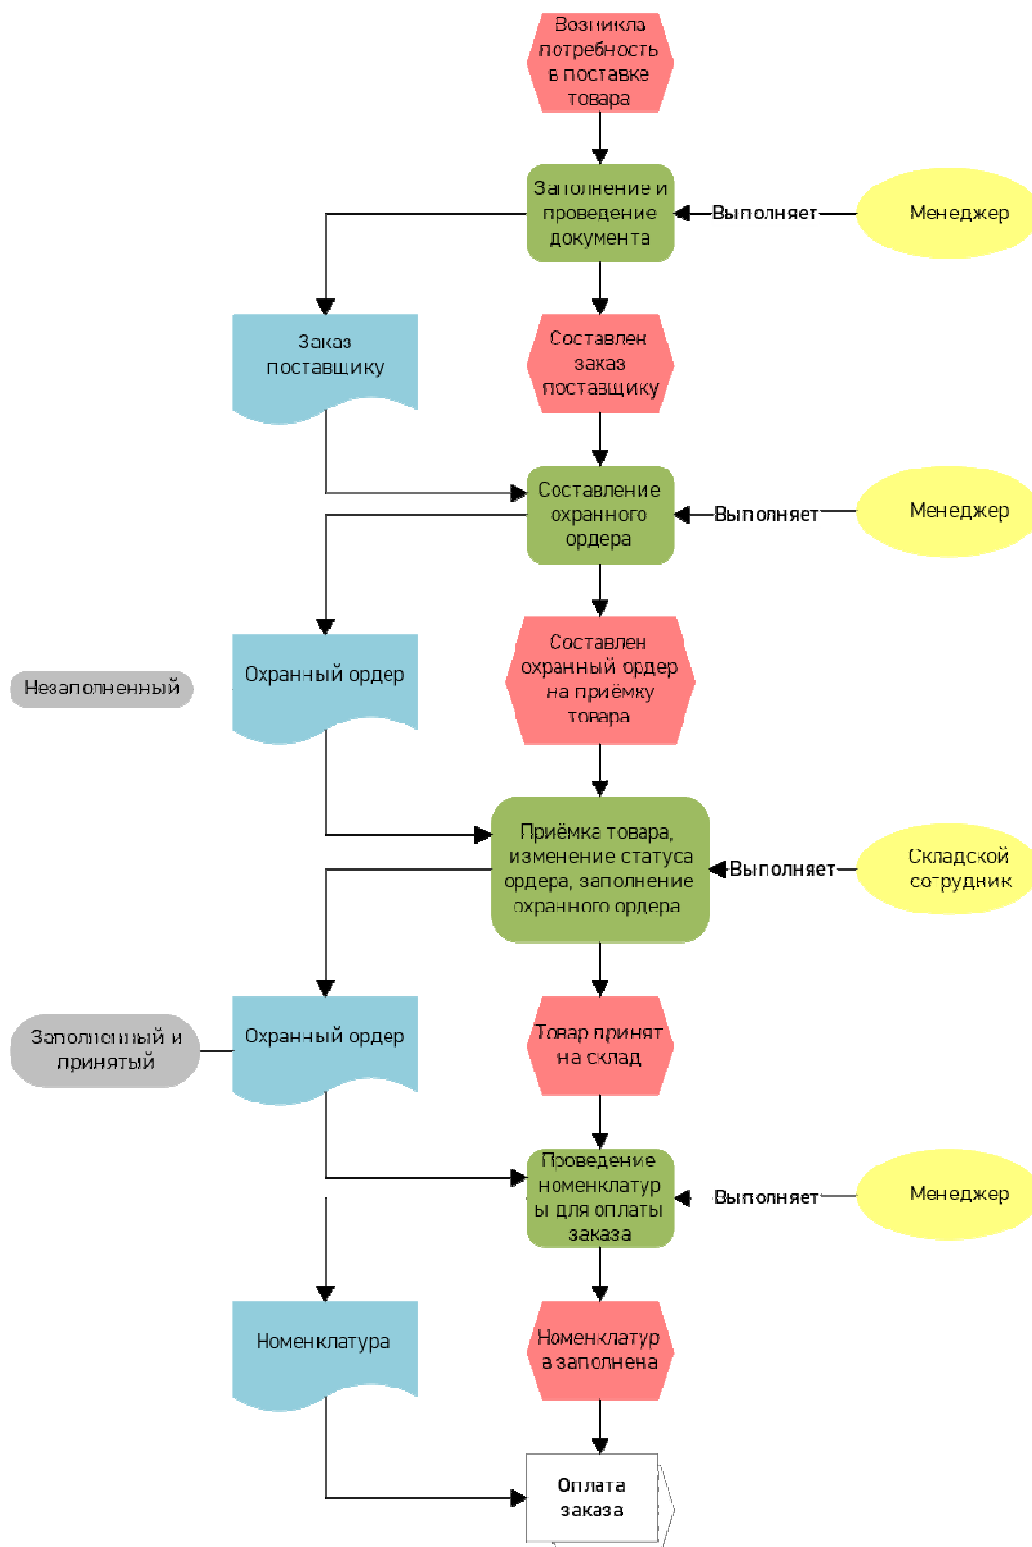 Возникла
потребность
в поставке
товара
Заполнение и
проведение
документа
Выполняет
Менеджер
Заказ
поставщику
Составлен
заказ
поставщику
Составление
охранного
ордера
Выполняет
Менеджер
Незаполненный
Охранный ордер
Составлен
охранный ордер
на приёмку
товара
Приёмка товара,
изменение статуса
ордера, заполнение
охранного ордера
Выполняет
Складской
сотрудник
Заполненный и
принятый
Охранный ордер
Товар принят
на склад
Проведение
номенклатур
ы для оплаты
заказа
Выполняет
Менеджер
Номенклатура
Номенклатур
а заполнена
Оплата
заказа